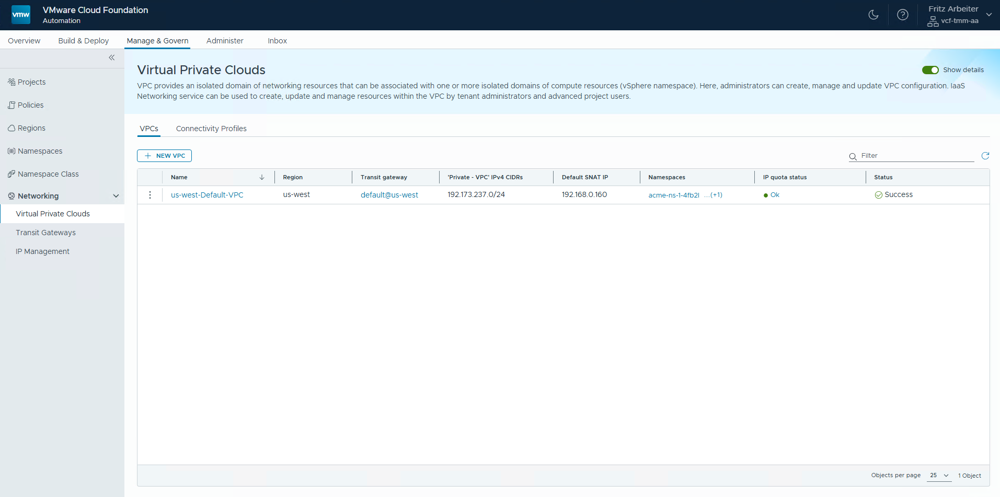 vmw
VMware Cloud Foundation
Automation
Fritz Arbeiter
vcf-tmm-aa
Overview
Build & Deploy
Manage & Govern
Administer
Inbox
Projects
Policies
Regions
Namespaces
Namespace Class
Networking
Virtual Private Clouds
Transit Gateways
IP Management
Virtual Private Clouds
Show details
VPC provides an isolated domain of networking resources that can be associated with one or more isolated domains of compute resources (vSphere namespace). Here, administrators can create, manage and update VPC configuration. IaaS
Networking service can be used to create, update and manage resources within the VPC by tenant administrators and advanced project users.
VPCs
Connectivity Profiles
NEW VPC
Filter
Name
Region
Transit gateway
'Private - VPC' IPv4 CIDRs
Default SNAT IP
Namespaces
IP quota status
Status
us-west-Default-VPC
us-west
default@us-west
192.173.237.0/24
192.168.0.160
acme-ns-1-4fb2l ...(+1)
Ok
Success
Objects per page
25
1 Object